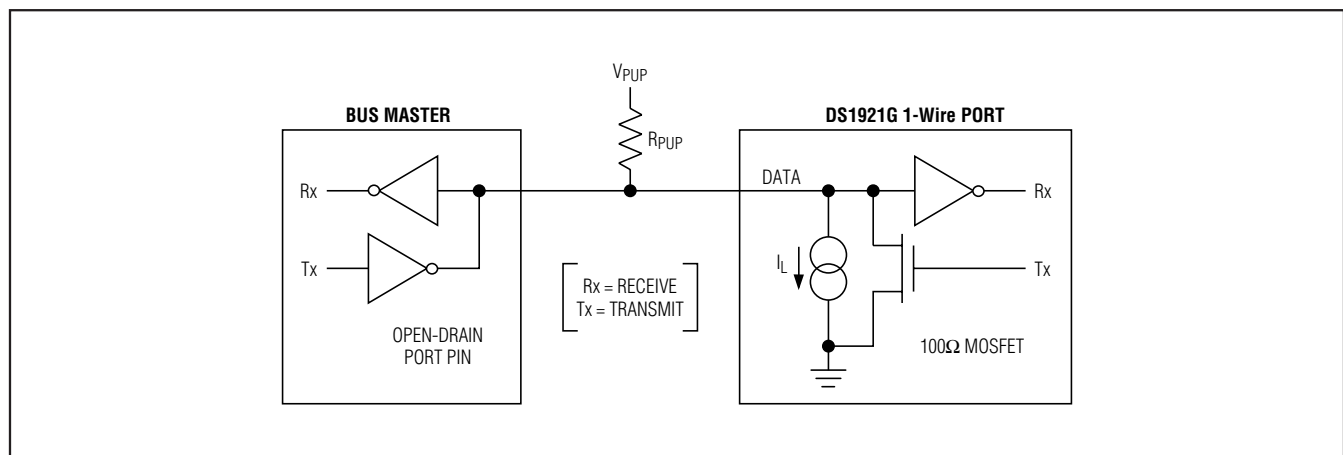 VPUP
BUS MASTER
DS1921G 1-Wire PORT
RPUP
DATA
Rx
Rx
Tx
IL
Tx
Rx = RECEIVE
Tx = TRANSMIT
OPEN-DRAIN
PORT PIN
100Ω MOSFET